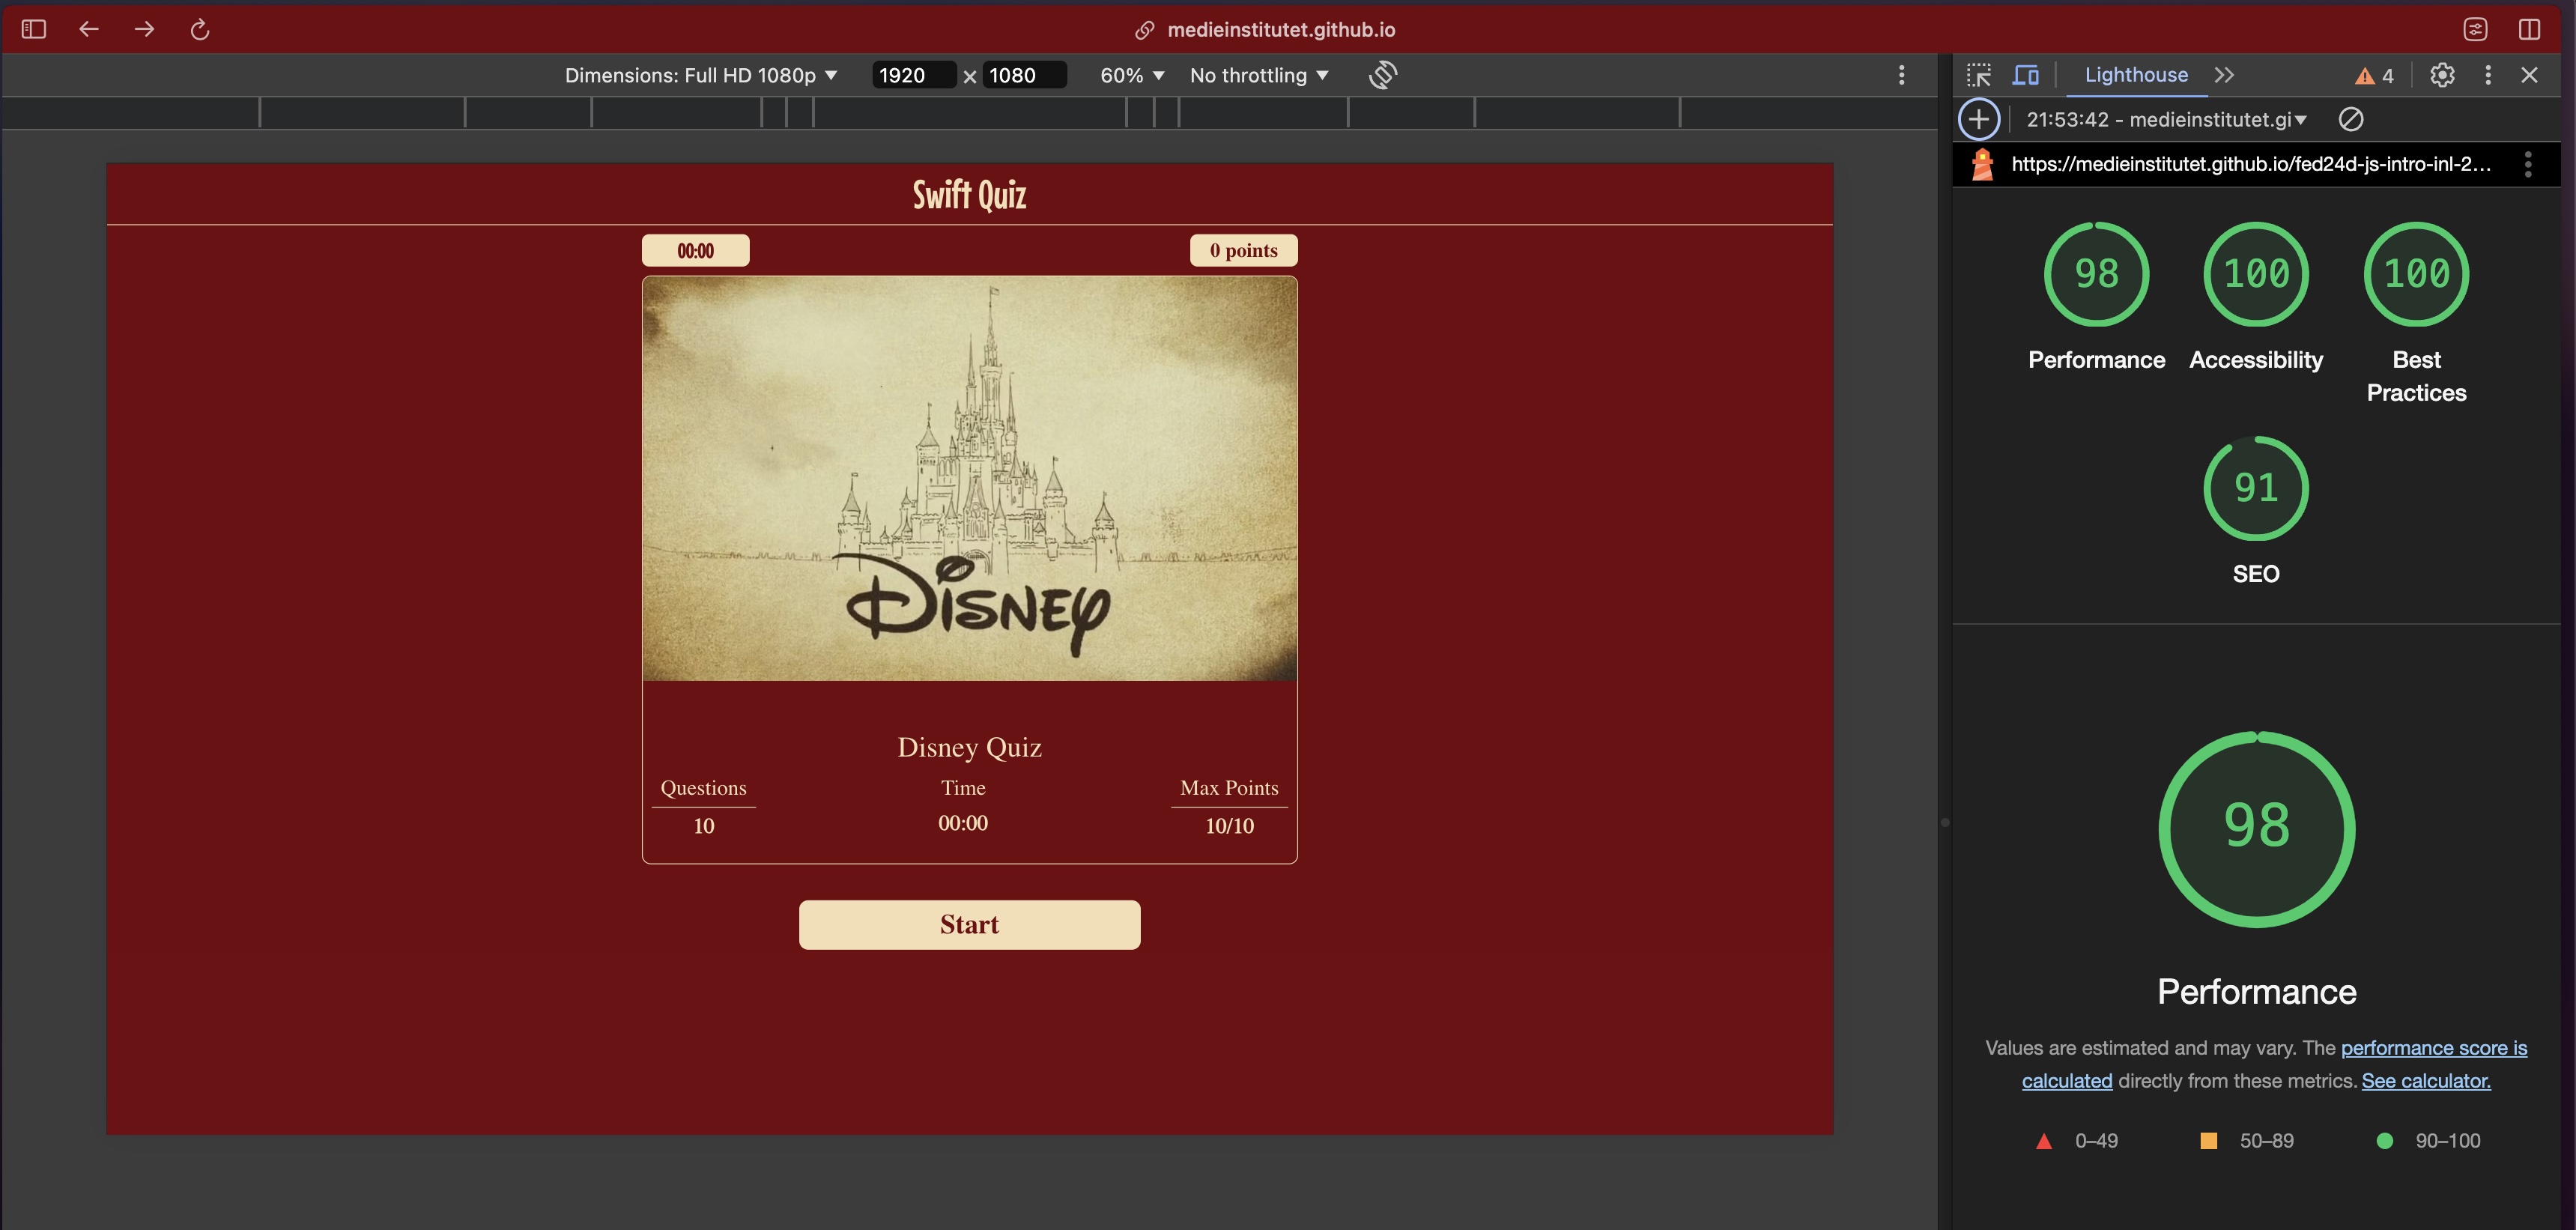 medieinstitutet.github.io
Dimensions: Full HD 1080p ▼ 1920 × 1080 60% ▼ No throttling ▼
Lighthouse 4
21:53:42 - medieinstitutet.gi▼
https://medieinstitutet.github.io/fed24d-js-intro-inl-2...
Swift Quiz
00:00
0 points
Disney
Disney Quiz
Questions
10
Time
00:00
Max Points
10/10
Start
98
Performance
100
Accessibility
100
Best
Practices
91
SEO
98
Performance
Values are estimated and may vary. The performance score is
calculated directly from these metrics. See calculator.
0–49
50–89
90–100